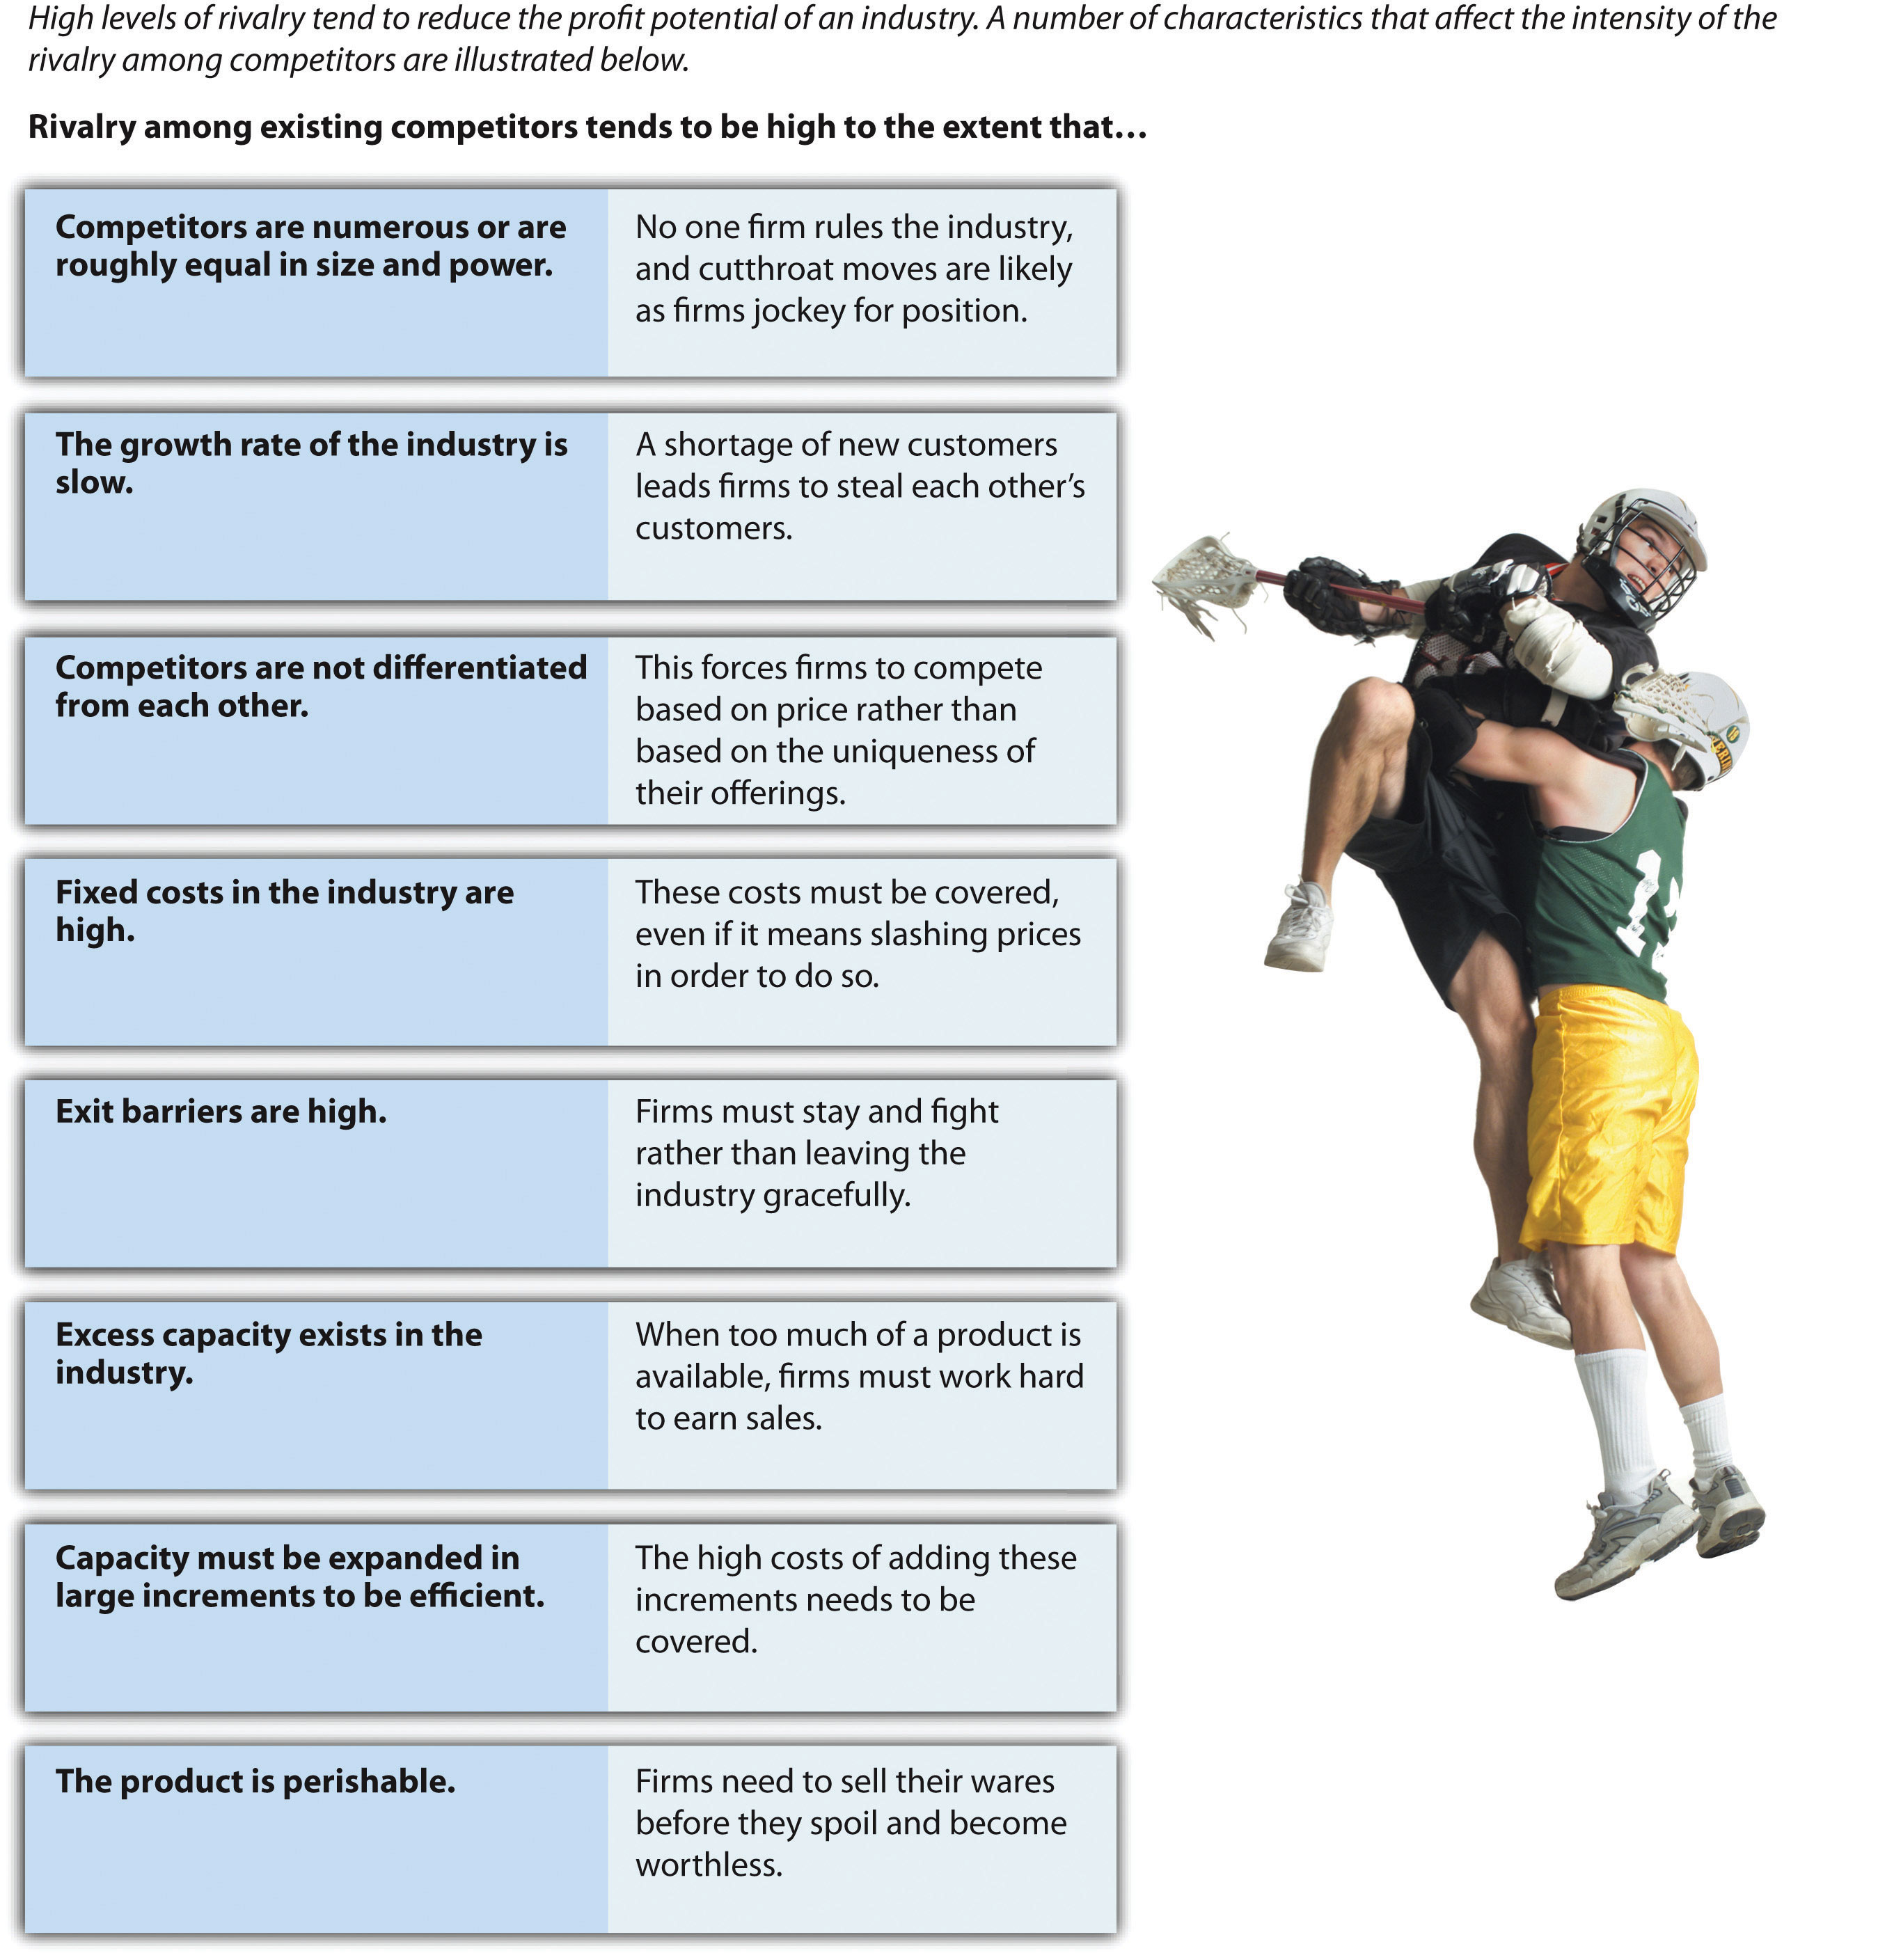 High levels of rivalry tend to reduce the profit potential of an industry. A number of characteristics that affect the intensity of the
rivalry among competitors are illustrated below.
Rivalry among existing competitors tends to be high to the extent that…
Competitors are numerous or are
roughly equal in size and power.
No one firm rules the industry,
and cutthroat moves are likely
as firms jockey for position.
The growth rate of the industry is
slow.
A shortage of new customers
leads firms to steal each other’s
customers.
Competitors are not differentiated
from each other.
This forces firms to compete
based on price rather than
based on the uniqueness of
their offerings.
Fixed costs in the industry are
high.
These costs must be covered,
even if it means slashing prices
in order to do so.
Exit barriers are high.
Firms must stay and fight
rather than leaving the
industry gracefully.
Excess capacity exists in the
industry.
When too much of a product is
available, firms must work hard
to earn sales.
Capacity must be expanded in
large increments to be efficient.
The high costs of adding these
increments needs to be
covered.
The product is perishable.
Firms need to sell their wares
before they spoil and become
worthless.